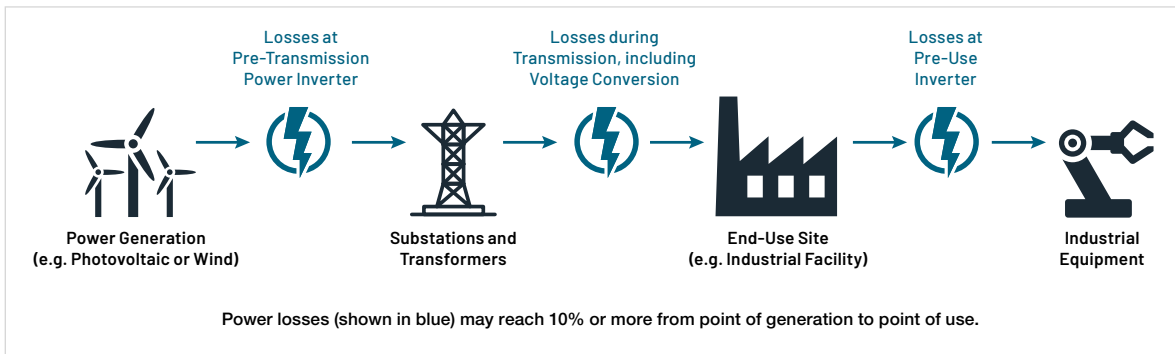 Losses at
Pre-Transmission
Power Inverter
Losses during
Transmission, including
Voltage Conversion
Losses at
Pre-Use
Inverter
Power Generation
(e.g. Photovoltaic or Wind)
Substations and
Transformers
End-Use Site
(e.g. Industrial Facility)
Industrial
Equipment
Power losses (shown in blue) may reach 10% or more from point of generation to point of use.